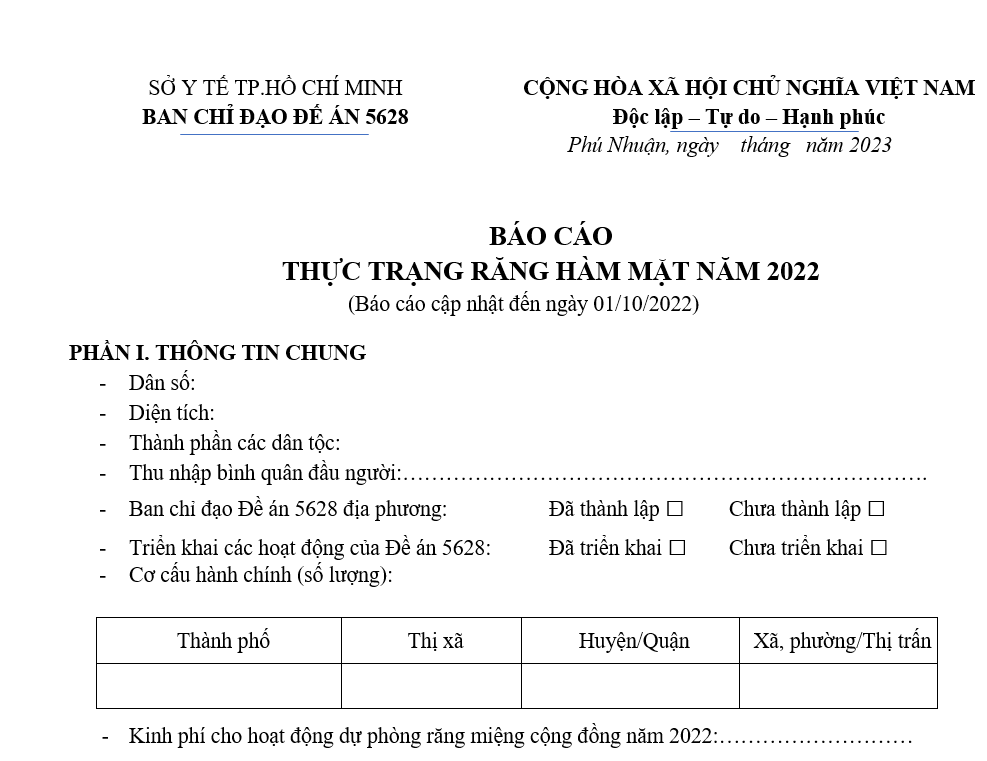 SỞ Y TẾ TP.HỒ CHÍ MINH
BAN CHỈ ĐẠO ĐỀ ÁN 5628
CỘNG HÒA XÃ HỘI CHỦ NGHĨA VIỆT NAM
Độc lập – Tự do – Hạnh phúc
Phú Nhuận, ngày tháng năm 2023
BÁO CÁO
THỰC TRẠNG RĂNG HÀM MẶT NĂM 2022
(Báo cáo cập nhật đến ngày 01/10/2022)
PHẦN I. THÔNG TIN CHUNG
- Dân số:
- Diện tích:
- Thành phần các dân tộc:
- Thu nhập bình quân đầu người:……………………………………………………………….
- Ban chỉ đạo Đề án 5628 địa phương: Đã thành lập ☐ Chưa thành lập ☐
- Triển khai các hoạt động của Đề án 5628: Đã triển khai ☐ Chưa triển khai ☐
- Cơ cấu hành chính (số lượng):
Thành phố Thị xã Huyện/Quận Xã, phường/Thị trấn
- Kinh phí cho hoạt động dự phòng răng miệng cộng đồng năm 2022:………………………